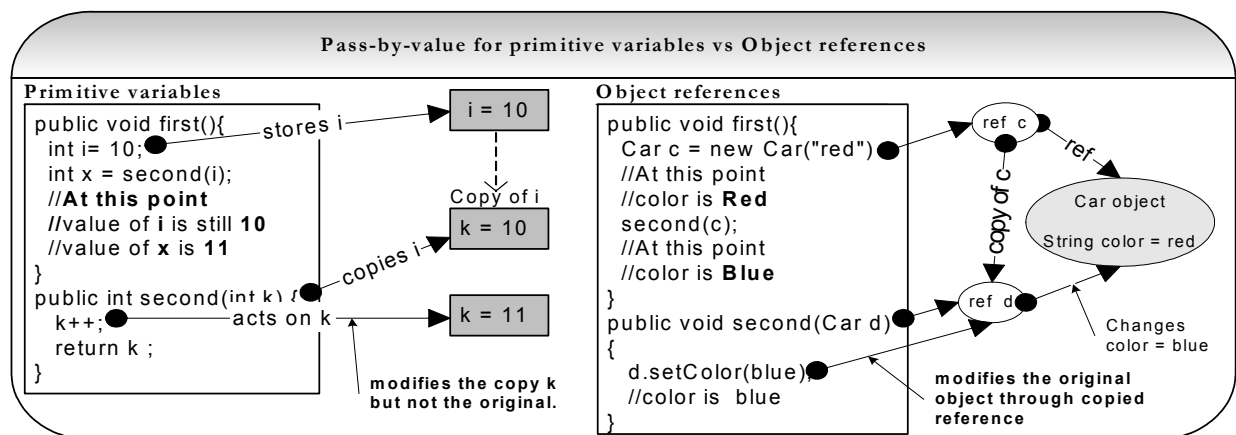 Pass-by-value for primitive variables vs Object references
Primitive variables
public void first(){
int i= 10;
int x = second(i);
//At this point
//value of i is still 10
//value of x is 11
}
public int second(int k) {
k++;
return k ;
}
stores i
i = 10
Copy of i
k = 10
copies i
acts on k
k = 11
modifies the copy k
but not the original.
Object references
public void first(){
Car c = new Car("red")
//At this point
//color is Red
second(c);
//At this point
//color is Blue
}
public void second(Car d)
{
d.setColor(blue);
//color is blue
}
ref c
ref
copy of c
Car object
String color = red
ref d
Changes
color = blue
modifies the original
object through copied
reference